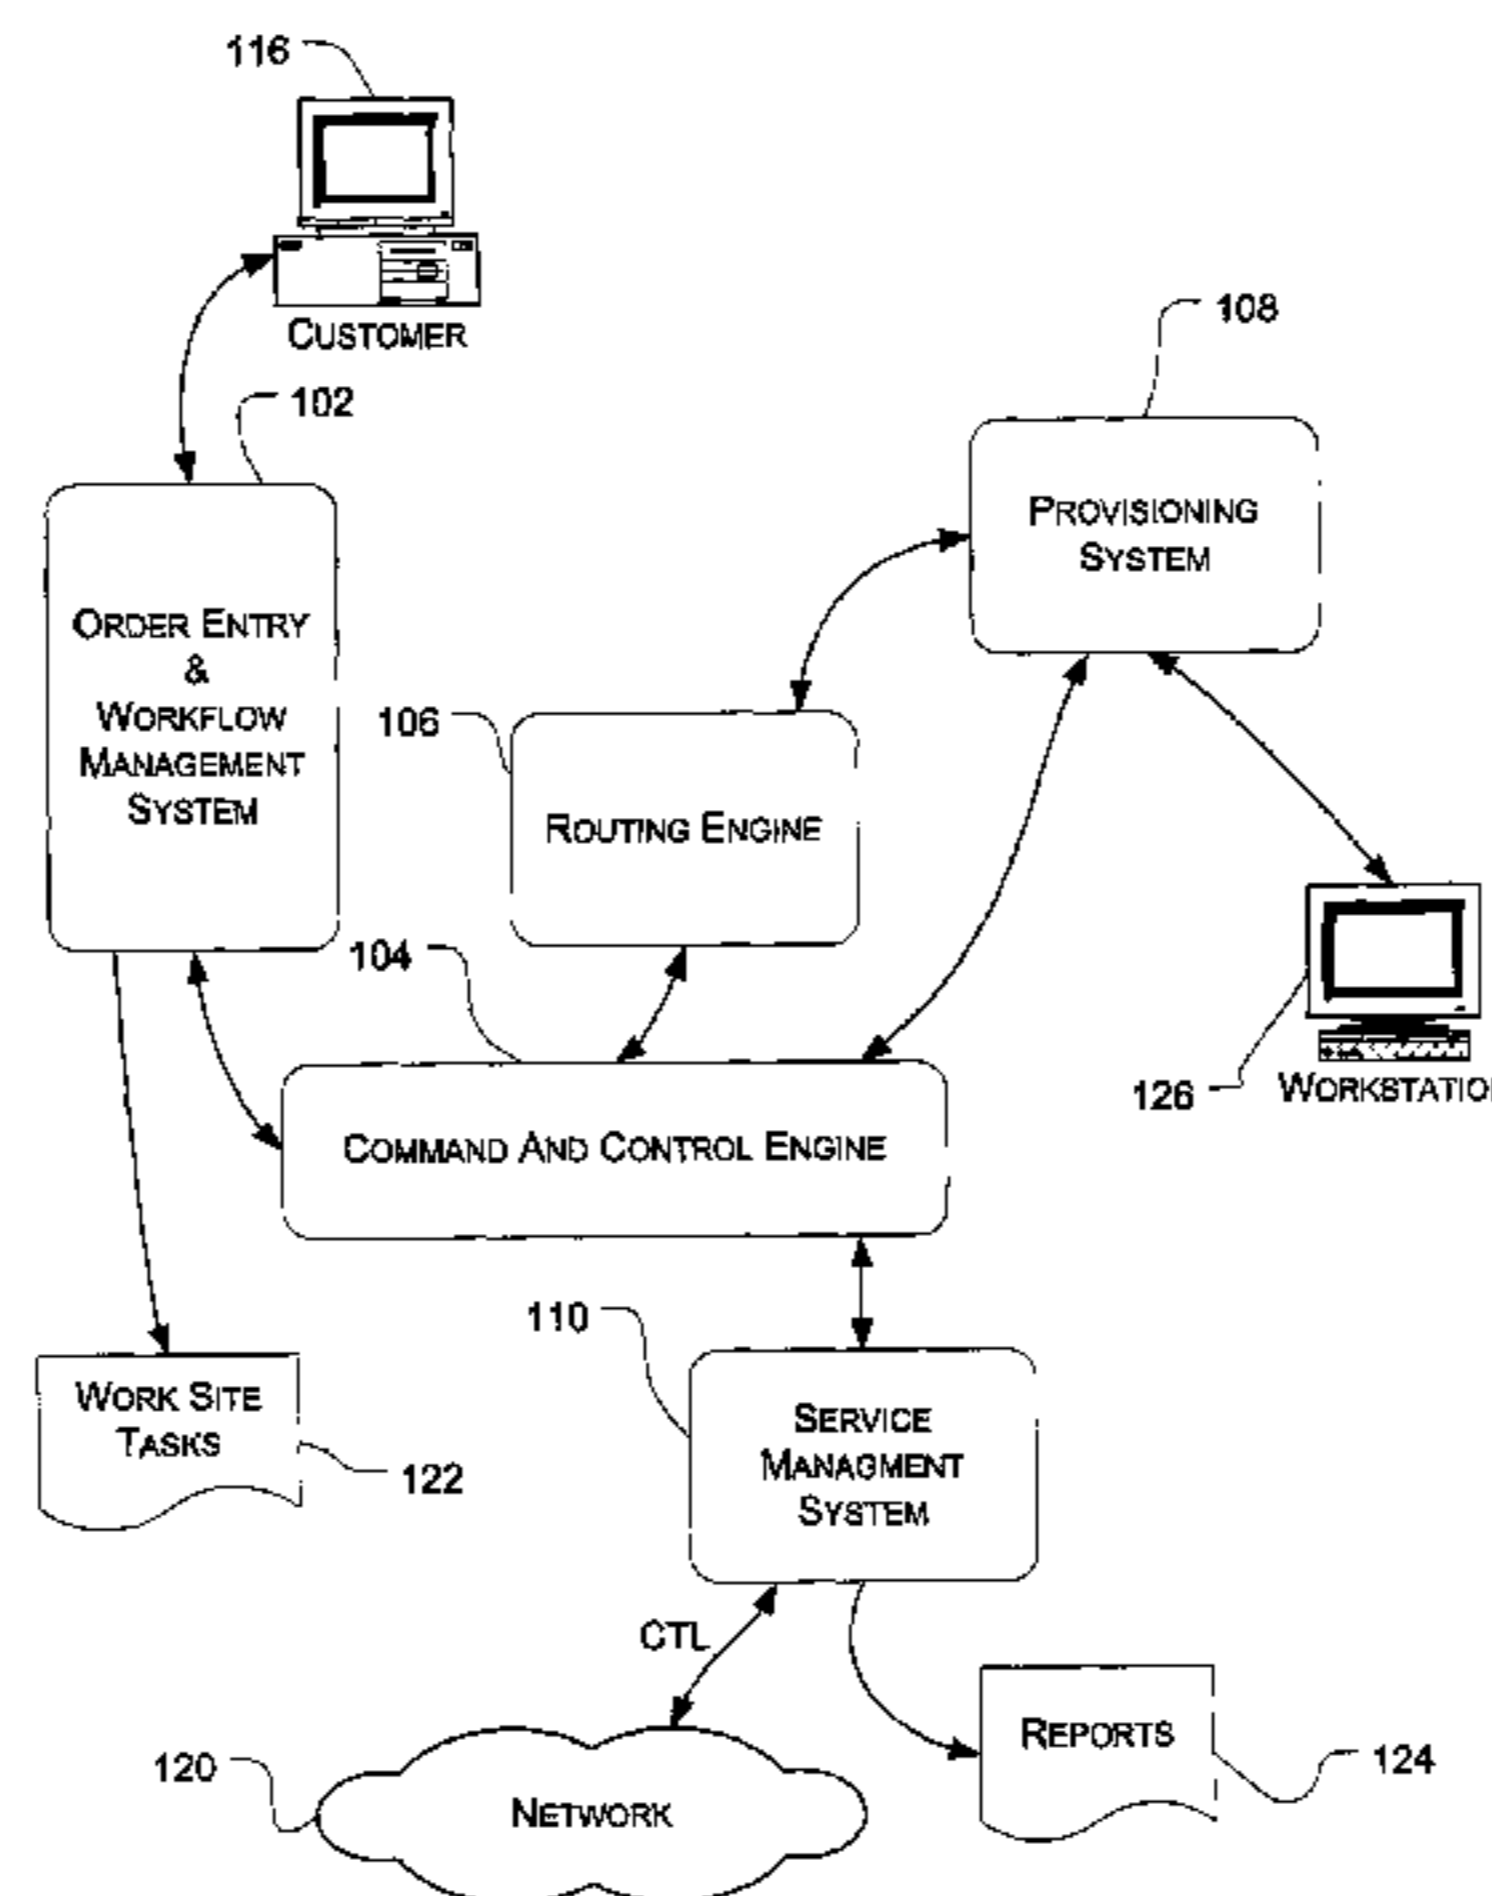 116
CUSTOMER
102
108
PROVISIONING
SYSTEM
ORDER ENTRY
&
WORKFLOW
MANAGEMENT
SYSTEM
106
ROUTING ENGINE
104
126
WORKSTATIO
COMMAND AND CONTROL ENGINE
110
WORK SITE
TASKS
122
SERVICE
MANAGMENT
SYSTEM
CTL
REPORTS
124
120
NETWORK